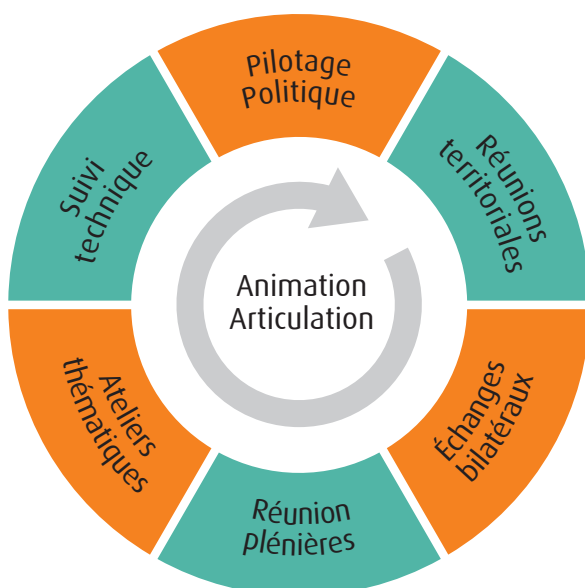 Pilotage
Politique
Réunions
territoriales
Échanges
bilatéraux
Réunion
plénières
Ateliers
thématiques
Suivi
technique
Animation
Articulation